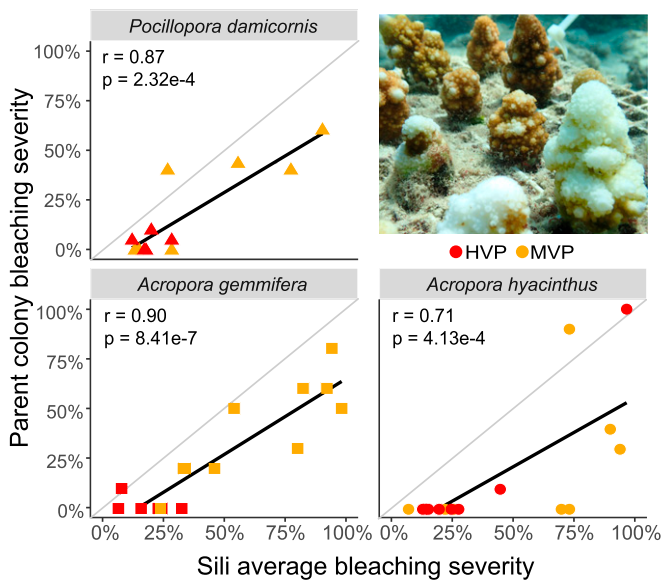 Pocillopora damicornis
100%
75%
50%
25%
0%
r = 0.87
p = 2.32e-4
HVP MVP
Parent colony bleaching severity
Acropora gemmifera
100%
75%
50%
25%
0%
r = 0.90
p = 8.41e-7
0% 25% 50% 75% 100%
Acropora hyacinthus
r = 0.71
p = 4.13e-4
0% 25% 50% 75% 100%
Sili average bleaching severity